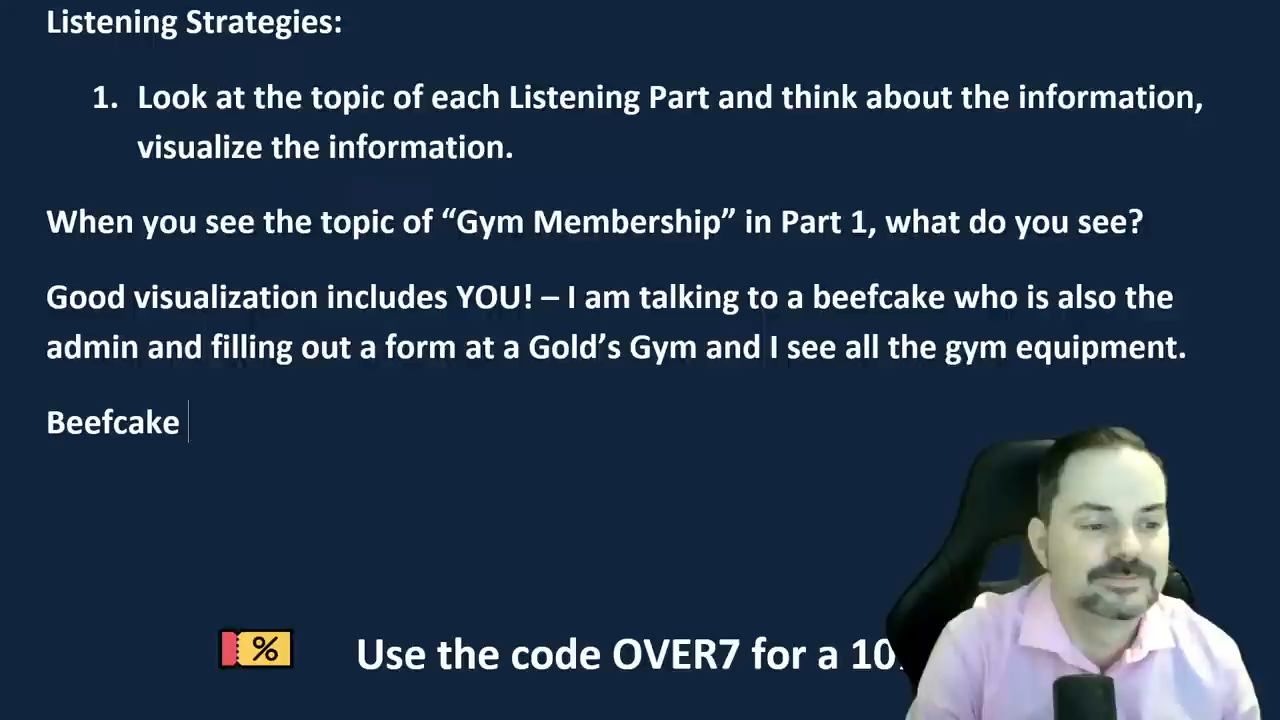 Listening Strategies:
1. Look at the topic of each Listening Part and think about the information,
visualize the information.
When you see the topic of “Gym Membership” in Part 1, what do you see?
Good visualization includes YOU! – I am talking to a beefcake who is also the
admin and filling out a form at a Gold’s Gym and I see all the gym equipment.
Beefcake
% Use the code OVER7 for a 10